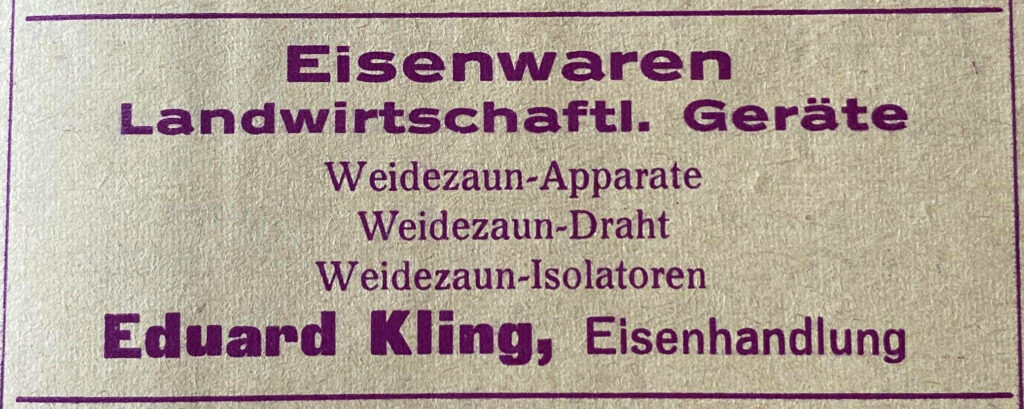 Eisenwaren
Landwirtschaftl. Geräte
Weidezaun-Apparate
Weidezaun-Draht
Weidezaun-Isolatoren
Eduard Kling, Eisenhandlung